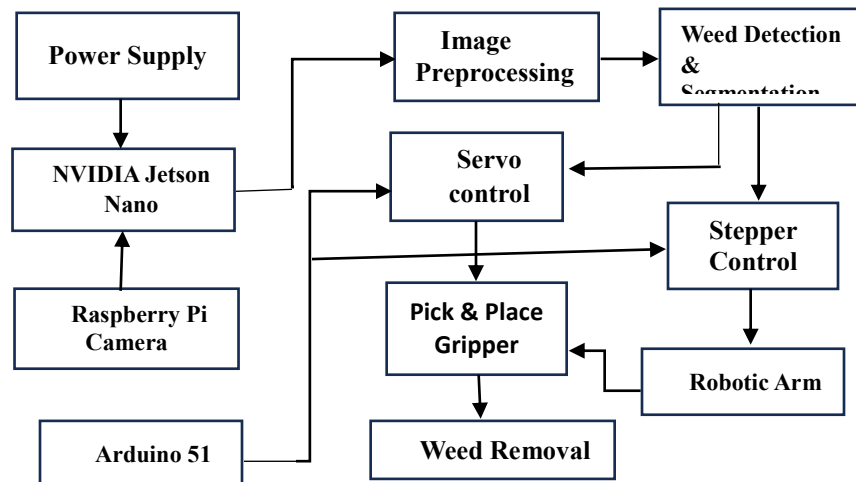 Power Supply
Image
Preprocessing
Weed Detection
&
Segmentation
NVIDIA Jetson
Nano
Servo
control
Stepper
Control
Raspberry Pi
Camera
Pick & Place
Gripper
Robotic Arm
Arduino 51
Weed Removal